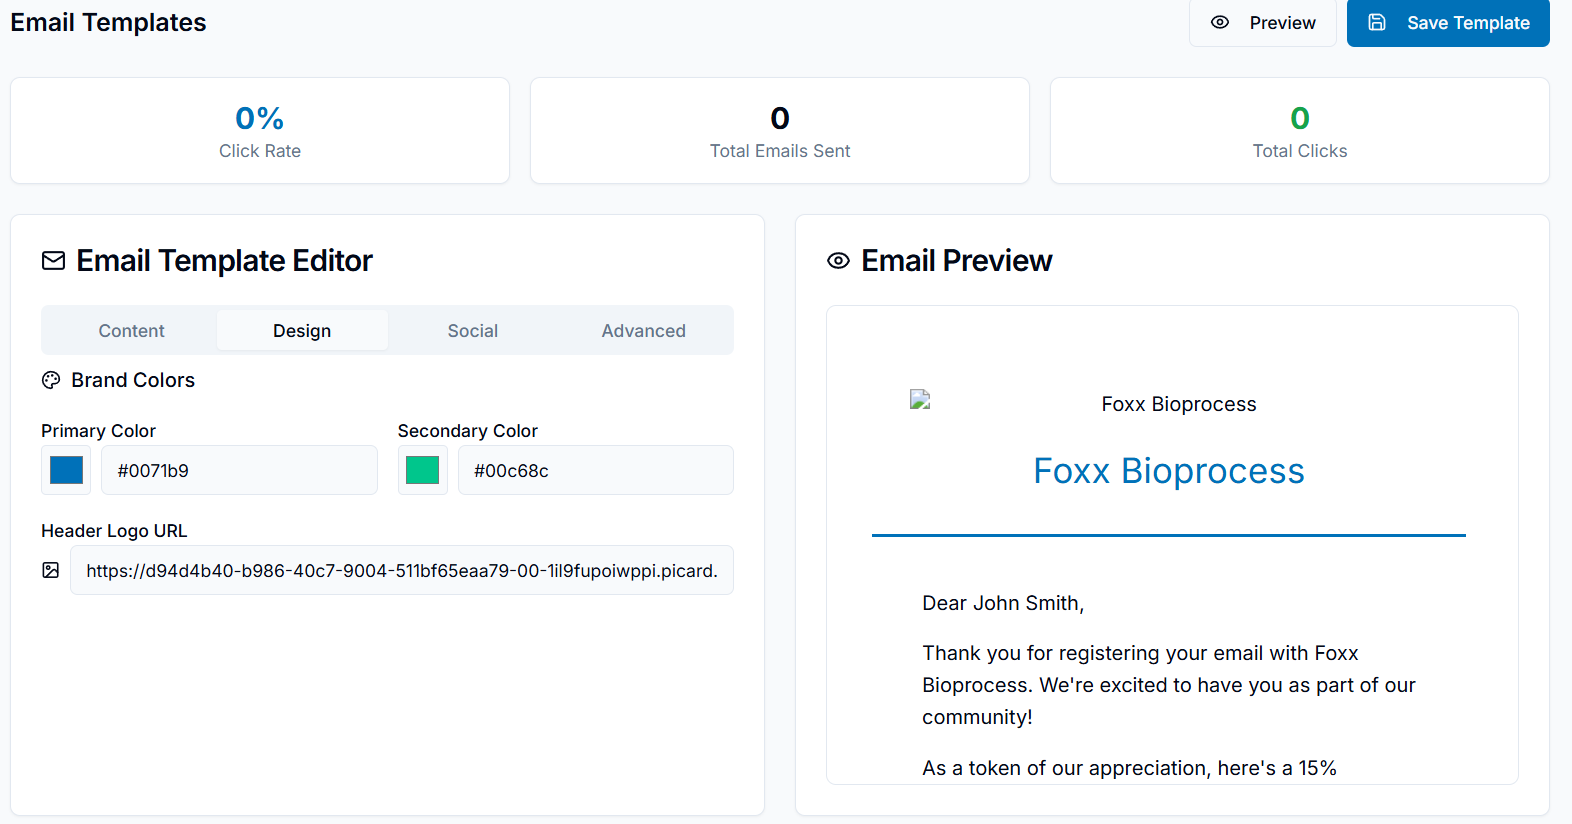 Email Templates
Preview
Save Template
0%
Click Rate
0
Total Emails Sent
0
Total Clicks
Email Template Editor
Content
Design
Social
Advanced
Brand Colors
Primary Color
#0071b9
Secondary Color
#00c68c
Header Logo URL
https://d94d4b40-b986-40c7-9004-511bf65eaa79-00-1il9fupoiwppi.picard.
Email Preview
Foxx Bioprocess
Foxx Bioprocess
Dear John Smith,
Thank you for registering your email with Foxx
Bioprocess. We're excited to have you as part of our
community!
As a token of our appreciation, here's a 15%